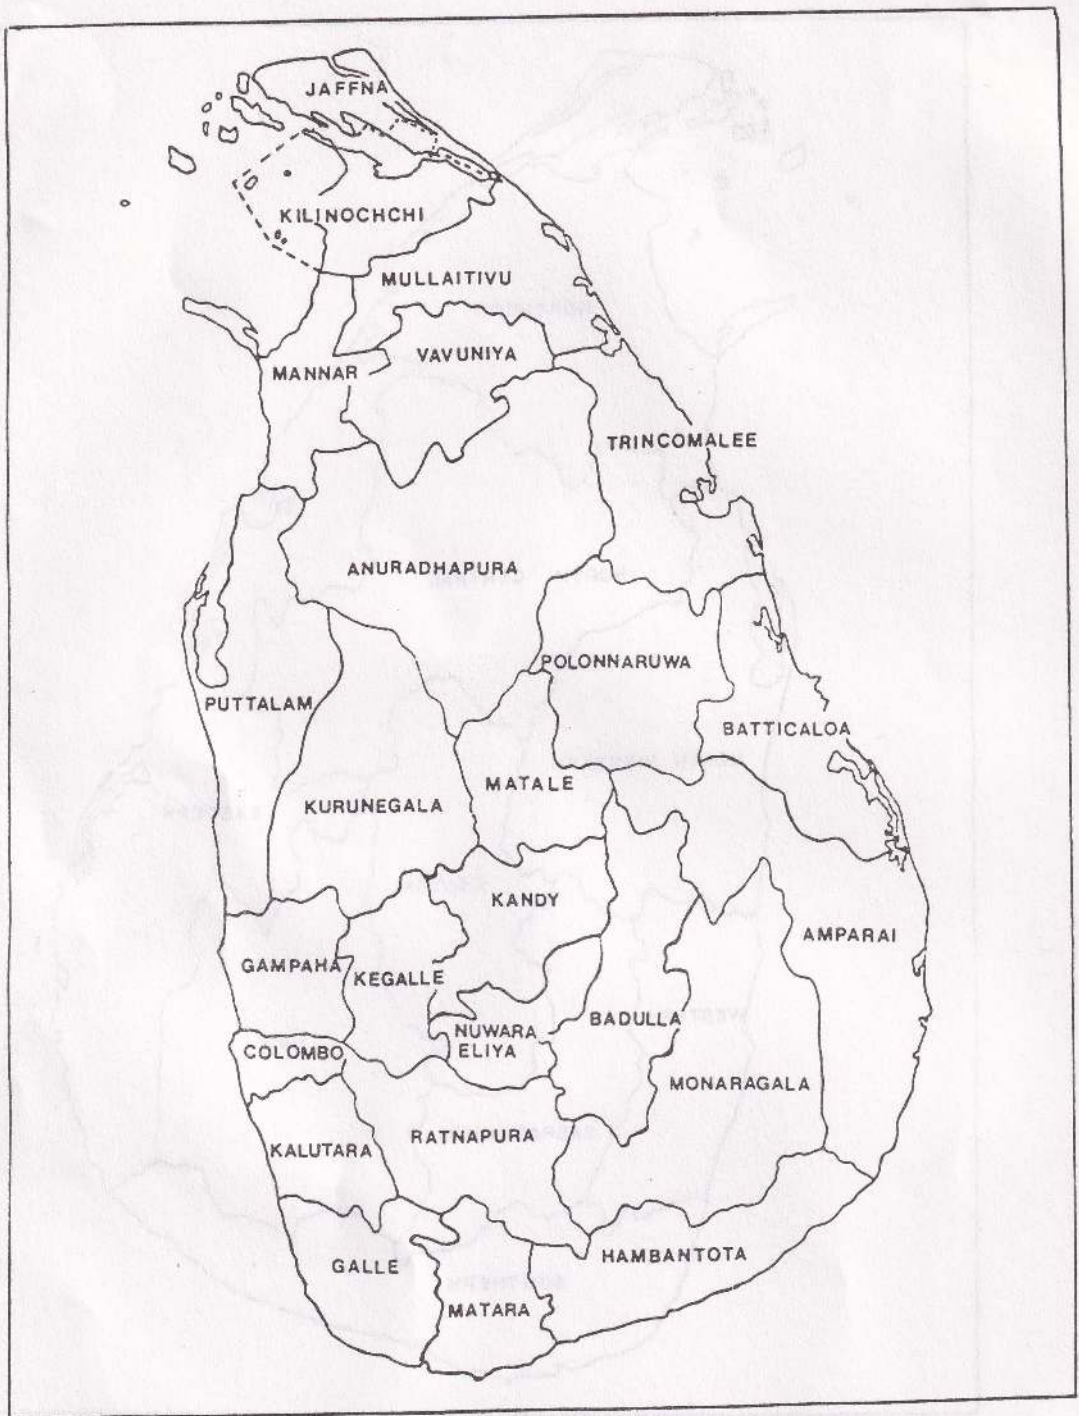 JAFFNA
KILINOCHCHI
MULLAITIVU
VAVUNIYA
MANNAR
TRINCOMALEE
ANURADHAPURA
POLONNARUWA
PUTTALAM
BATTICALOA
MATALE
KURUNEGALA
KANDY
AMPARAI
GAMPAHA
KEGALLE
BADULLA
NUWARA
ELIYA
COLOMBO
MONARAGALA
RATNAPURA
KALUTARA
HAMBANTOTA
GALLE
MATARA